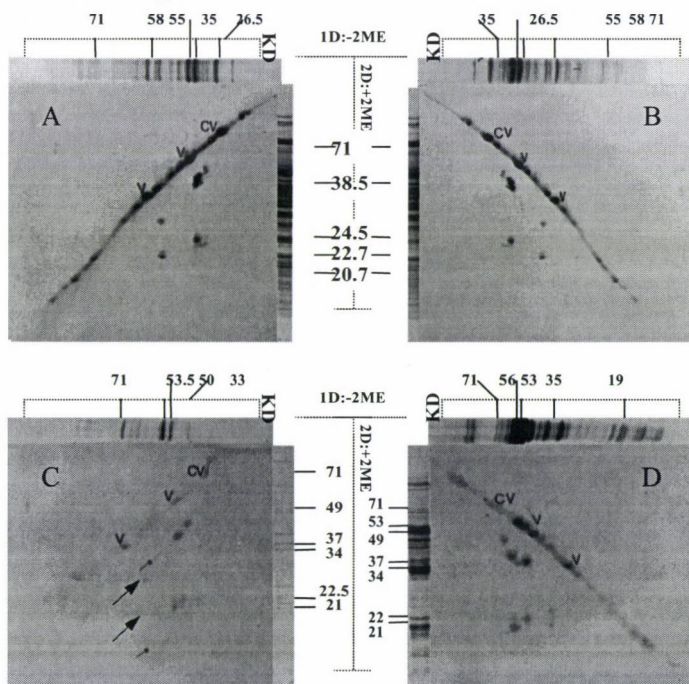 71 58 55 35 26.5 KD
1D:-2ME
KD 35 26.5 55 58 71
2D:+2ME
A CV V V
B CV V V
71
38.5
24.5
22.7
20.7
71 53.5 50 33 KD
1D:-2ME
KD 71 56 53 35 19
2D:+2ME
C CV V V
71
49
37
34
22.5
21
71
53
49
37
34
22
21
D CV V V